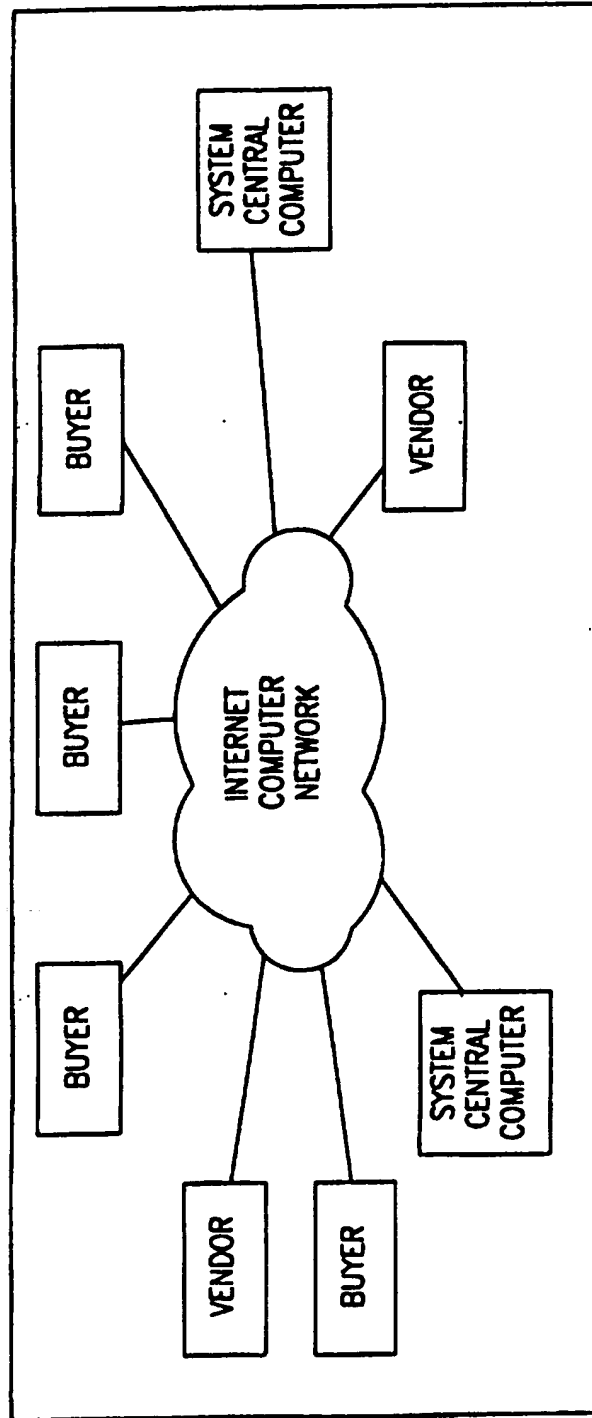 BUYER
BUYER
BUYER
VENDOR
INTERNET
COMPUTER
NETWORK
SYSTEM
CENTRAL
COMPUTER
BUYER
VENDOR
SYSTEM
CENTRAL
COMPUTER